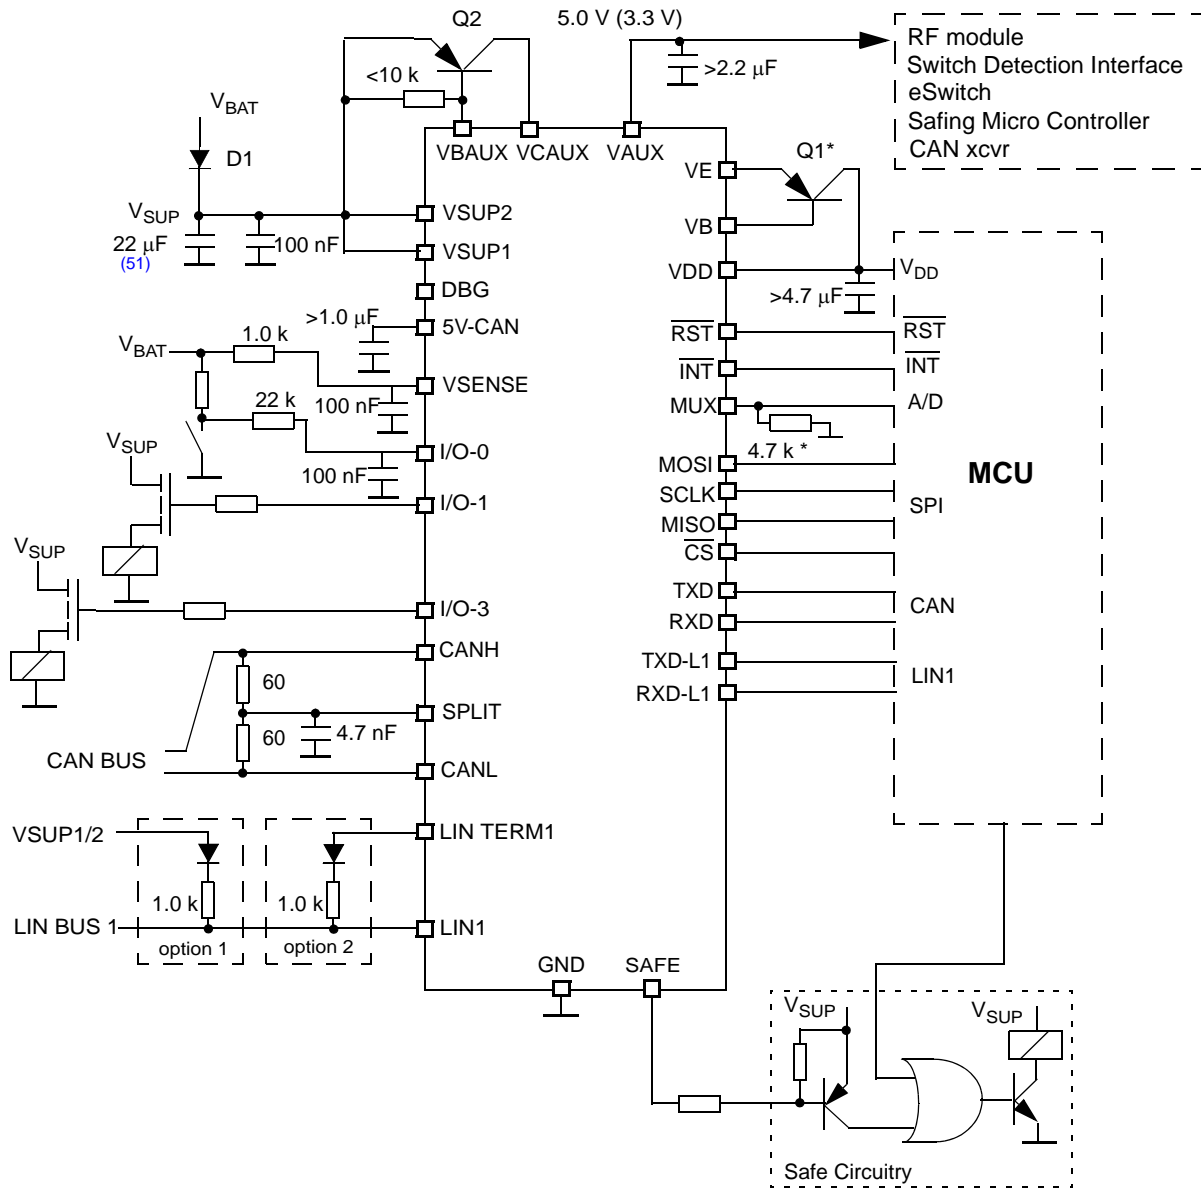 Q2
5.0 V (3.3 V)
RF module
Switch Detection Interface
eSwitch
Safing Micro Controller
CAN xcvr
>2.2 μF
<10 k
VBAT
D1
VBAUX
VCAUX
VAUX
Q1*
VE
VSUP
VSUP2
VB
22 μF
(51)
100 nF
VSUP1
VDD
VDD
DBG
>4.7 μF
>1.0 μF
5V-CAN
RST
RST
VBAT
1.0 k
INT
INT
VSENSE
100 nF
MUX
A/D
22 k
4.7 k *
VSUP
I/O-0
100 nF
MOSI
MCU
SCLK
SPI
I/O-1
MISO
VSUP
CS
TXD
CAN
I/O-3
RXD
CANH
TXD-L1
LIN1
60
RXD-L1
SPLIT
60
4.7 nF
CAN BUS
CANL
VSUP1/2
LIN TERM1
1.0 k
1.0 k
LIN BUS 1
LIN1
option 1
option 2
GND
SAFE
VSUP
VSUP
Safe Circuitry